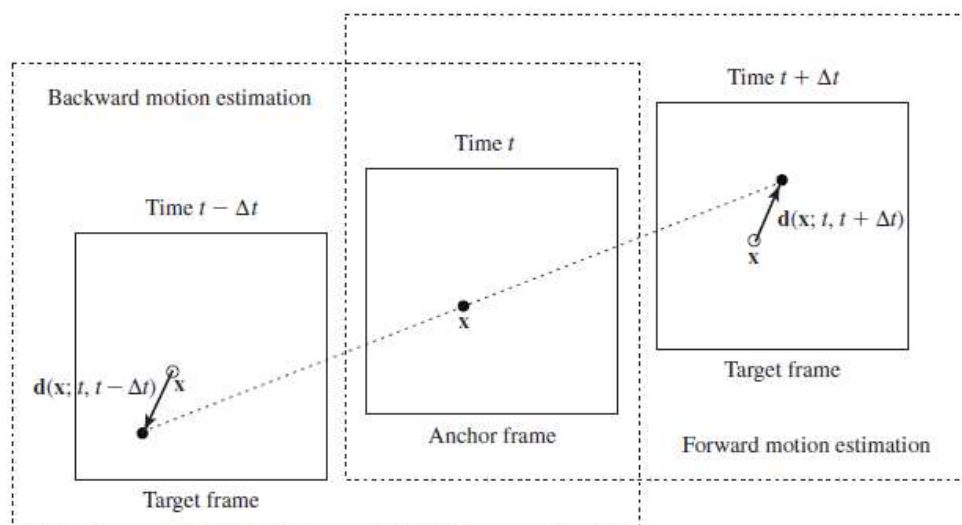 Backward motion estimation
Time t − Δt
d(x; t, t − Δt)
x
Target frame
Time t
x
Anchor frame
Time t + Δt
d(x; t, t + Δt)
x
Target frame
Forward motion estimation